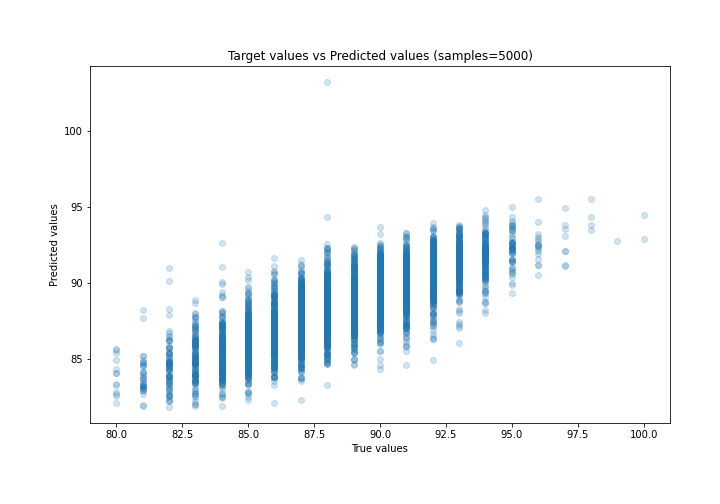 Target values vs Predicted values (samples=5000)
Predicted values
100
95
90
85
80.0 82.5 85.0 87.5 90.0 92.5 95.0 97.5 100.0
True values